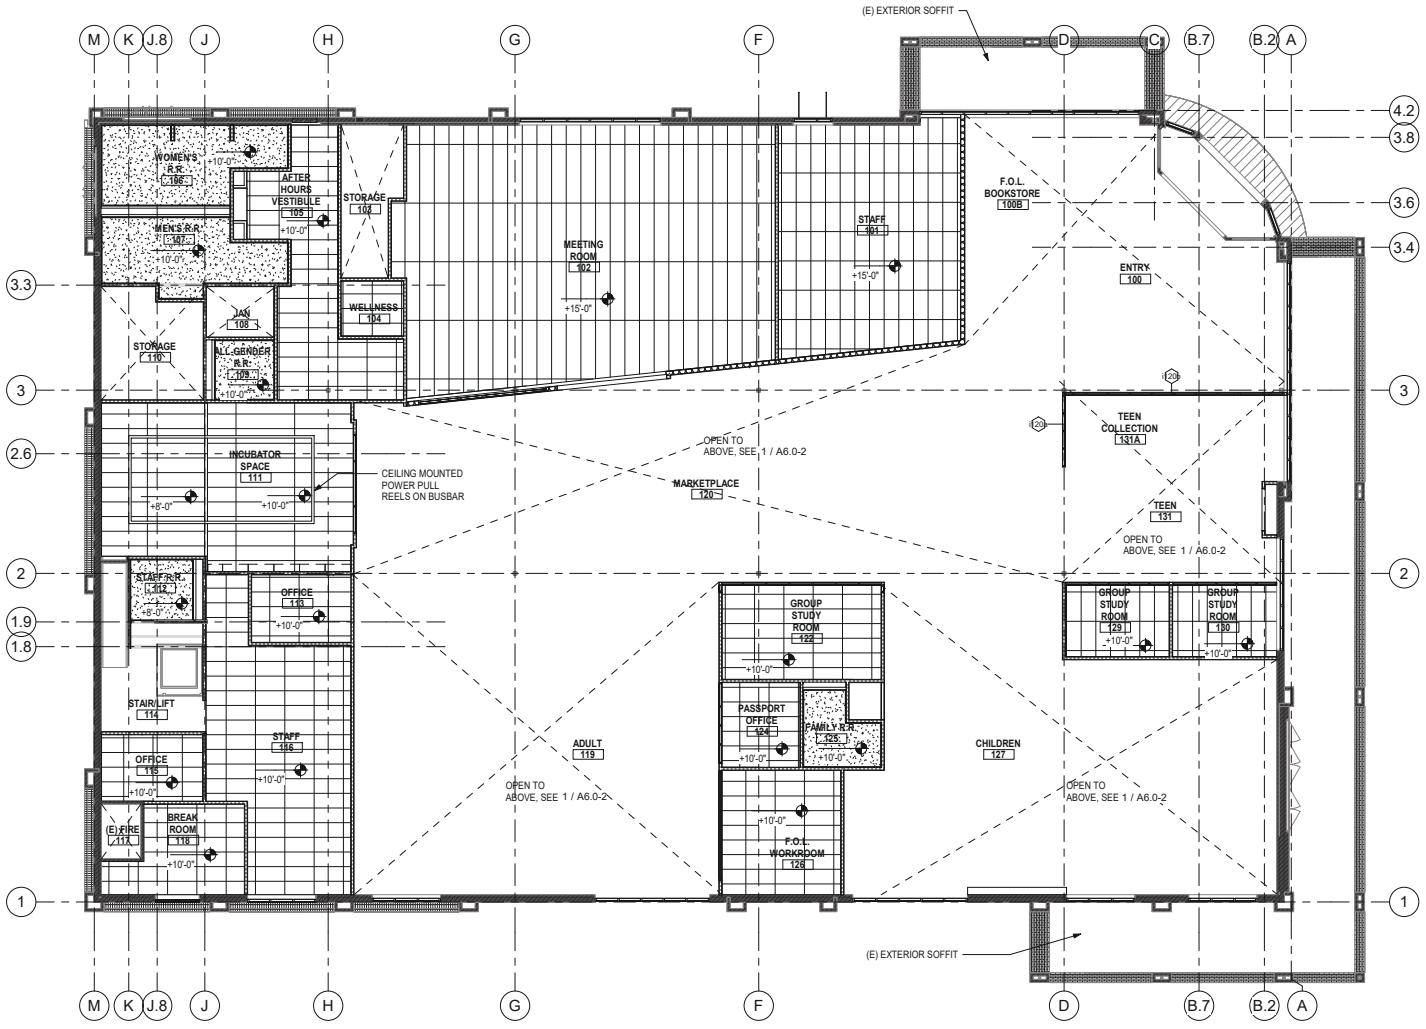 (E) EXTERIOR SOFFIT
M
K
J.8
J
H
G
F
D
C
B.7
B.2
A
4.2
3.8
3.6
3.4
3.3
3
3
2.6
2
2
1.9
1.8
1
1
WOMEN'S
R.R.
106
+10'-0"
AFTER
HOURS
VESTIBULE
105
+10'-0"
STORAGE
103
MEN'S R.R.
107
+10'-0"
MEETING
ROOM
102
+15'-0"
STAFF
101
+15'-0"
F.O.L.
BOOKSTORE
100B
ENTRY
100
WELLNESS
104
JAN
108
STORAGE
110
ALL-GENDER
R.R.
109
+10'-0"
i120b
i120a
TEEN
COLLECTION
131A
OPEN TO
ABOVE, SEE 1 / A6.0-2
MARKETPLACE
120
INCUBATOR
SPACE
111
+8'-0"
+10'-0"
CEILING MOUNTED
POWER PULL
REELS ON BUSBAR
TEEN
131
OPEN TO
ABOVE, SEE 1 / A6.0-2
STAFF R.R.
112
+8'-0"
OFFICE
113
+10'-0"
GROUP
STUDY
ROOM
122
+10'-0"
GROUP
STUDY
ROOM
129
+10'-0"
GROUP
STUDY
ROOM
130
+10'-0"
STAIR/LIFT
114
STAFF
116
+10'-0"
OFFICE
115
+10'-0"
PASSPORT
OFFICE
124
+10'-0"
FAMILY R.R.
125
+10'-0"
ADULT
119
OPEN TO
ABOVE, SEE 1 / A6.0-2
CHILDREN
127
OPEN TO
ABOVE, SEE 1 / A6.0-2
(E) FIRE
117
BREAK
ROOM
118
+10'-0"
+10'-0"
F.O.L.
WORKROOM
126
(E) EXTERIOR SOFFIT
M
K
J.8
J
H
G
F
D
B.7
B.2
A